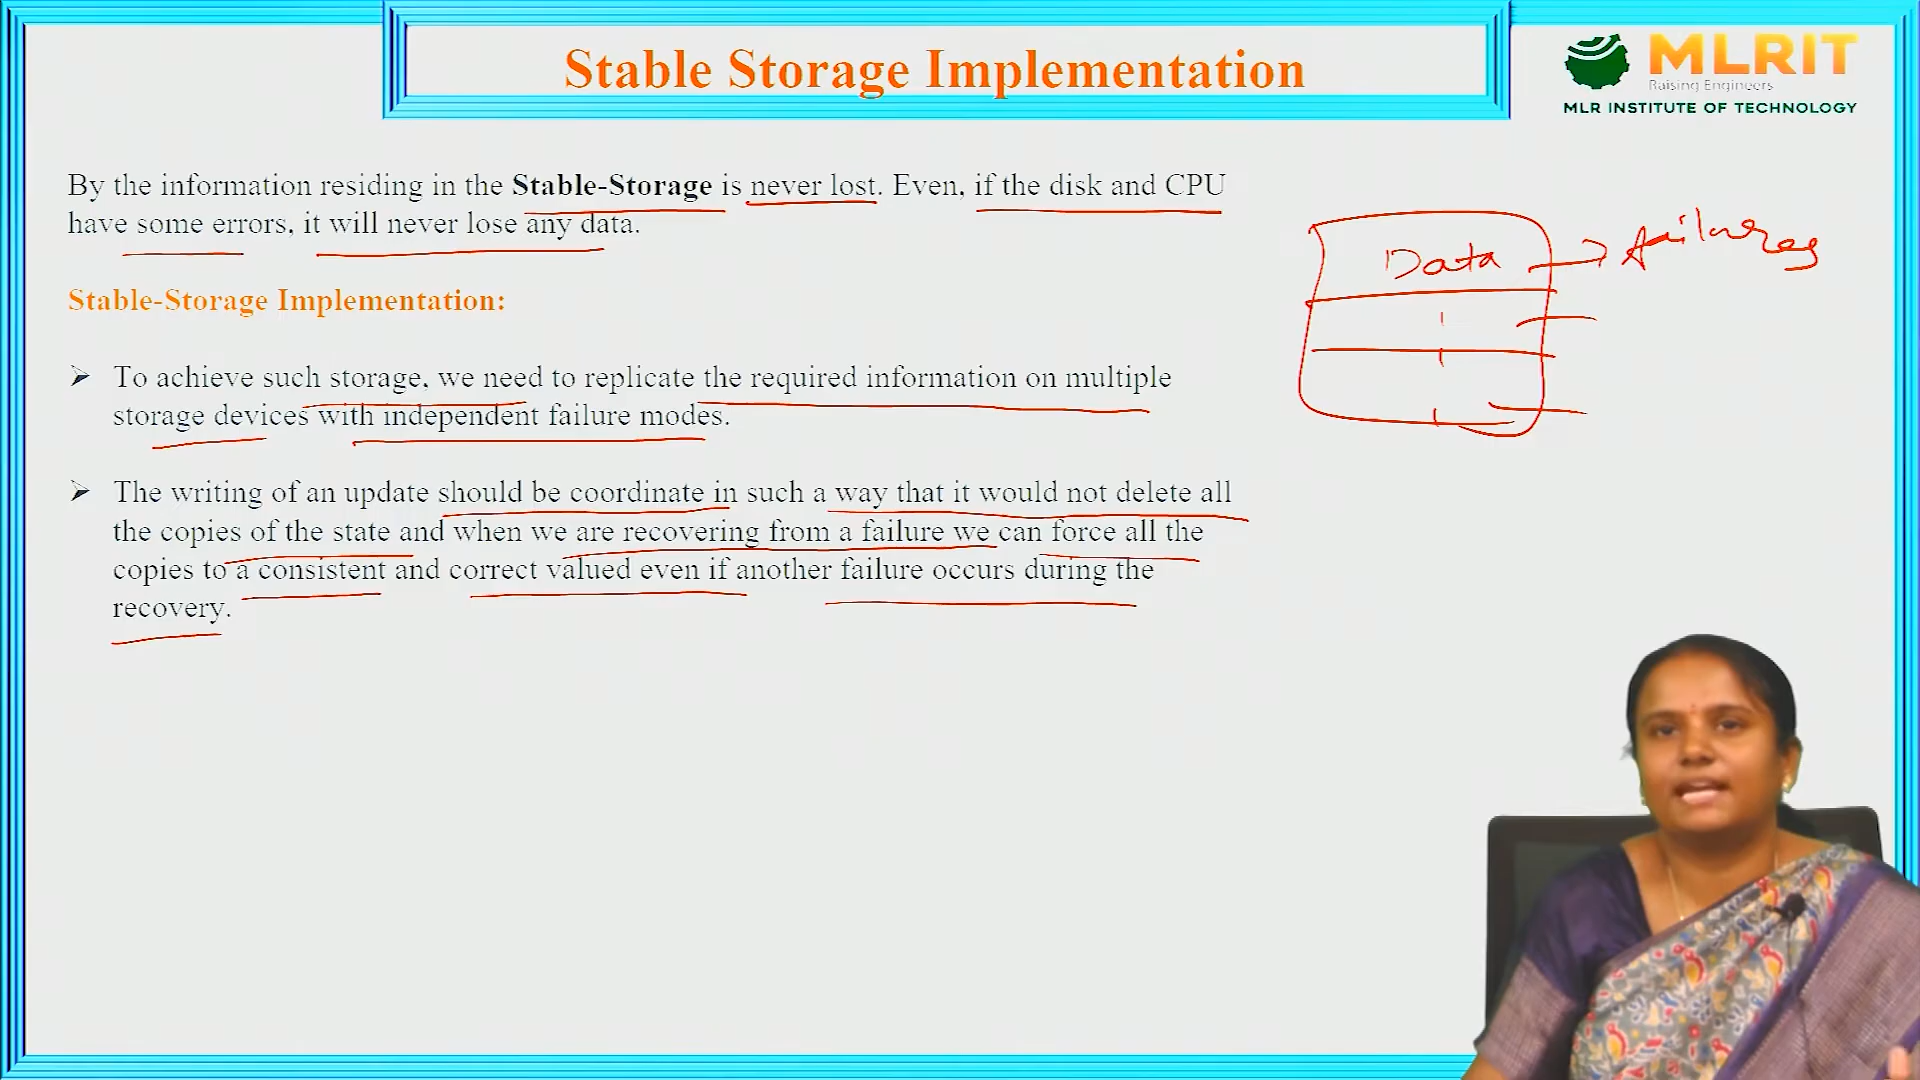 Stable Storage Implementation
MLRIT
Raising Engineers
MLR INSTITUTE OF TECHNOLOGY
By the information residing in the Stable-Storage is never lost. Even, if the disk and CPU
have some errors, it will never lose any data.
Data → failures
Stable-Storage Implementation:
➢ To achieve such storage, we need to replicate the required information on multiple
storage devices with independent failure modes.
➢ The writing of an update should be coordinate in such a way that it would not delete all
the copies of the state and when we are recovering from a failure we can force all the
copies to a consistent and correct valued even if another failure occurs during the
recovery.